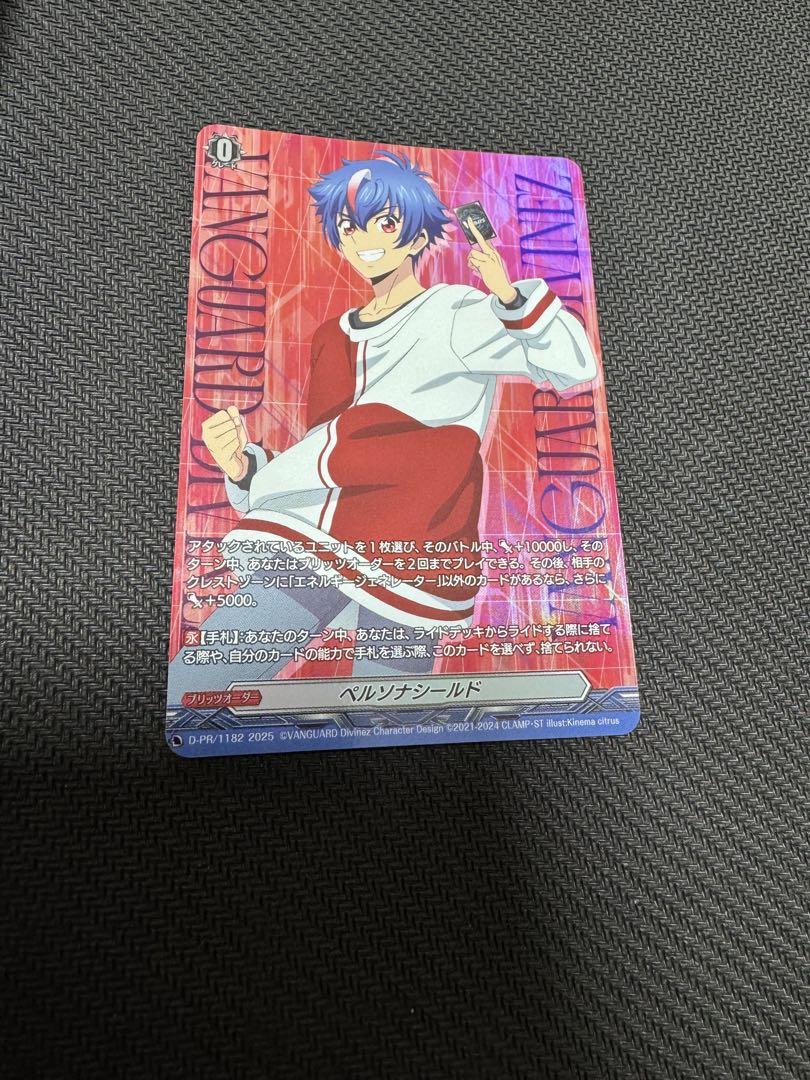 0
グレード
VANGUARD DIV
VANGUARD DIVINEZ
アタックされているユニットを1枚選び、そのバトル中、+10000し、その
ターン中、あなたはブリッツオーダーを2回までプレイできる。その後、相手の
クレストゾーンに「エネルギージェネレーター」以外のカードがあるなら、さらに
+5000。
永【手札】:あなたのターン中、あなたは、ライドデッキからライドする際に捨て
る際や、自分のカードの能力で手札を選ぶ際、このカードを選べず、捨てられない。
ブリッツオーダー
ペルソナシールド
D-PR/1182 2025 ©VANGUARD Divinez Character Design ©2021-2024 CLAMP・ST illust:Kinema citrus